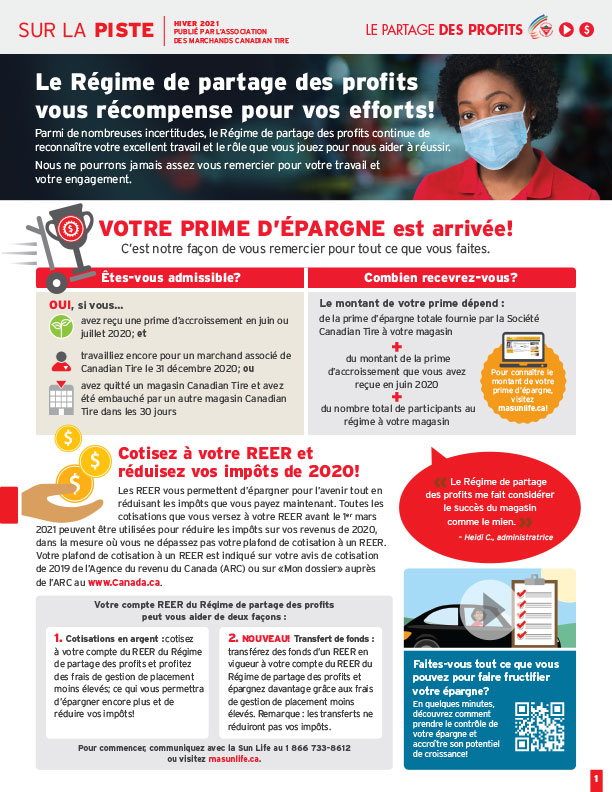 SUR LA PISTE
HIVER 2021
PUBLIÉ PAR L'ASSOCIATION
DES MARCHANDS CANADIAN TIRE
LE PARTAGE DES PROFITS
$
Le Régime de partage des profits
vous récompense pour vos efforts!
Parmi de nombreuses incertitudes, le Régime de partage des profits continue de
reconnaître votre excellent travail et le rôle que vous jouez pour nous aider à réussir.
Nous ne pourrons jamais assez vous remercier pour votre travail et
votre engagement.
$
VOTRE PRIME D'ÉPARGNE est arrivée!
C'est notre façon de vous remercier pour tout ce que vous faites.
Êtes-vous admissible?
OUI, si vous...
avez reçu une prime d'accroissement en juin ou
juillet 2020; et
travailliez encore pour un marchand associé de
Canadian Tire le 31 décembre 2020; ou
avez quitté un magasin Canadian Tire et avez
été embauché par un autre magasin Canadian
Tire dans les 30 jours
Combien recevrez-vous?
Le montant de votre prime dépend :
de la prime d'épargne totale fournie par la Société
Canadian Tire à votre magasin
+
du montant de la prime
d'accroissement que vous avez
reçue en juin 2020
+
du nombre total de participants au
régime à votre magasin
Pour connaître le
montant de votre
prime d'épargne,
visitez
masunlife.ca!
$
$
$
Cotisez à votre REER et
réduisez vos impôts de 2020!
Les REER vous permettent d'épargner pour l'avenir tout en
réduisant les impôts que vous payez maintenant. Toutes les
cotisations que vous versez à votre REER avant le 1er mars
2021 peuvent être utilisées pour réduire les impôts sur vos revenus de 2020,
dans la mesure où vous ne dépassez pas votre plafond de cotisation à un REER.
Votre plafond de cotisation à un REER est indiqué sur votre avis de cotisation
de 2019 de l'Agence du revenu du Canada (ARC) ou sur «Mon dossier» auprès
de l'ARC au www.Canada.ca.
« Le Régime de partage
des profits me fait considérer
le succès du magasin
comme le mien. »
– Heidi C., administratrice
Votre compte REER du Régime de partage des profits
peut vous aider de deux façons :
1. Cotisations en argent : cotisez
à votre compte du REER du Régime
de partage des profits et profitez
des frais de gestion de placement
moins élevés; ce qui vous permettra
d'épargner encore plus et de
réduire vos impôts!
2. NOUVEAU! Transfert de fonds :
transférez des fonds d'un REER en
vigueur à votre compte du REER du
Régime de partage des profits et
épargnez davantage grâce aux frais
de gestion de placement moins
élevés. Remarque : les transferts ne
réduiront pas vos impôts.
Pour commencer, communiquez avec la Sun Life au 1 866 733-8612
ou visitez masunlife.ca.
Faites-vous tout ce que vous
pouvez pour faire fructifier
votre épargne?
En quelques minutes,
découvrez comment
prendre le contrôle de
votre épargne et
accroître son potentiel
de croissance!
1